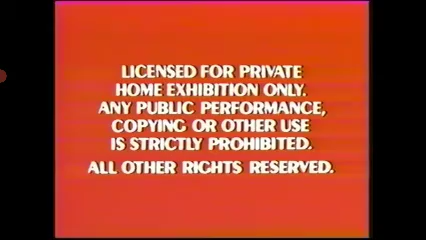 LICENSED FOR PRIVATE
HOME EXHIBITION ONLY.
ANY PUBLIC PERFORMANCE,
COPYING OR OTHER USE
IS STRICTLY PROHIBITED.
ALL OTHER RIGHTS RESERVED.